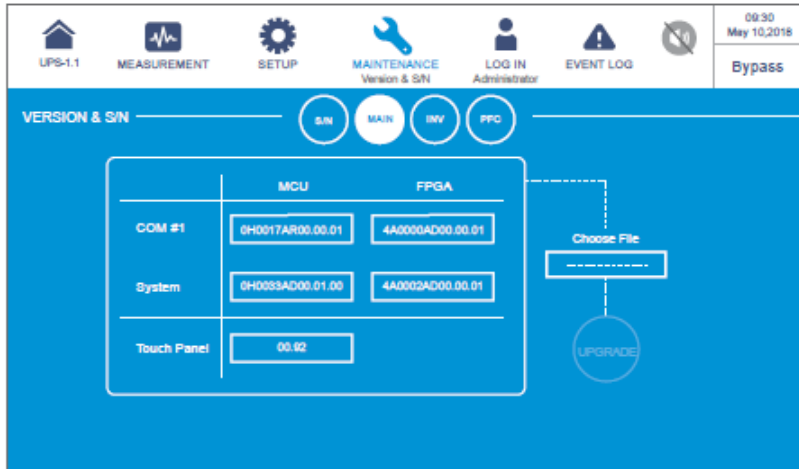 09:30
May 10,2018
UPS-1.1
MEASUREMENT
SETUP
MAINTENANCE
Version & S/N
LOG IN
Administrator
EVENT LOG
Bypass
VERSION & S/N
S/N
MAIN
INV
PFC
MCU
FPGA
COM #1
0H0017AR00.00.01
4A0000AD00.00.01
Choose File
System
0H0033AD00.01.00
4A0002AD00.00.01
Touch Panel
00.92
UPGRADE